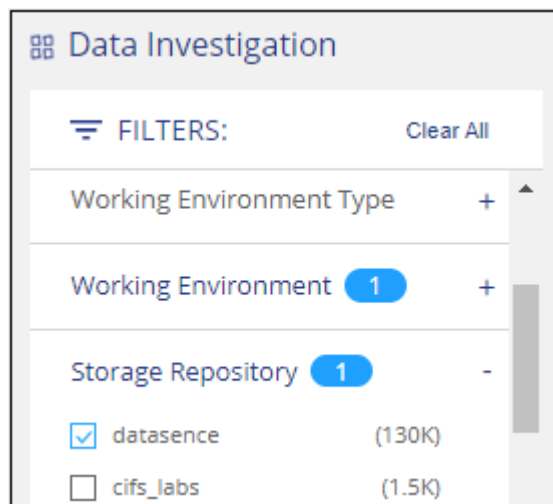 Data Investigation
FILTERS: Clear All
Working Environment Type +
Working Environment 1 +
Storage Repository 1 -
datasence (130K)
cifs_labs (1.5K)